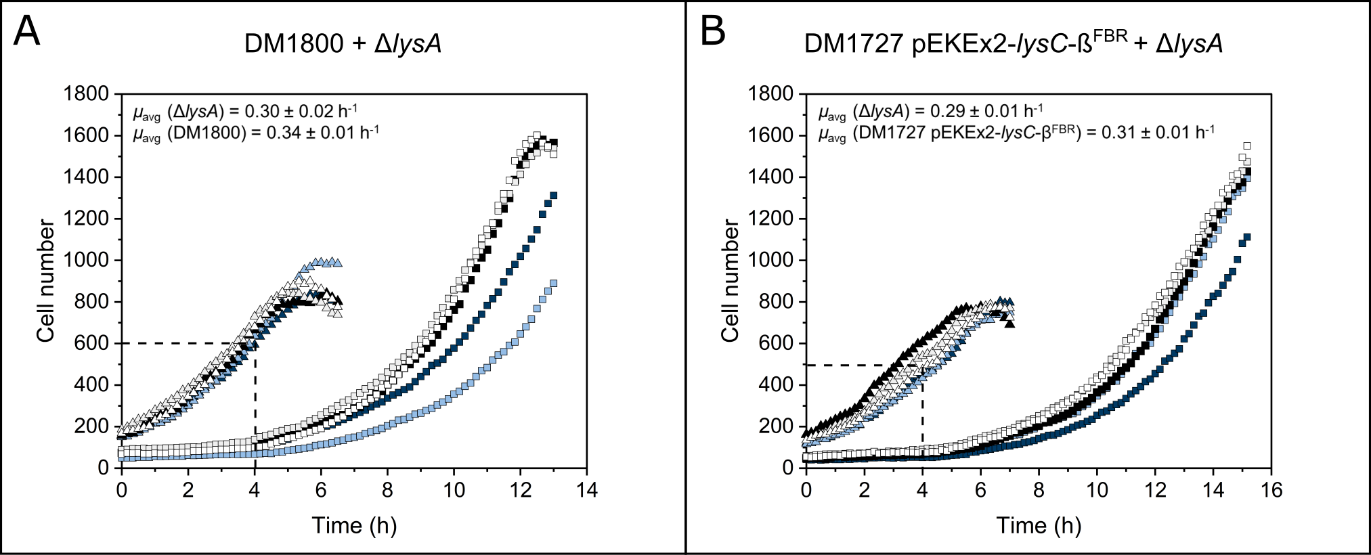 A
DM1800 + ΔlysA
μavg (ΔlysA) = 0.30 ± 0.02 h-1
μavg (DM1800) = 0.34 ± 0.01 h-1
Cell number
1800
1600
1400
1200
1000
800
600
400
200
0
0 2 4 6 8 10 12 14
Time (h)
B
DM1727 pEKEx2-lysC-ßFBR + ΔlysA
μavg (ΔlysA) = 0.29 ± 0.01 h-1
μavg (DM1727 pEKEx2-lysC-βFBR) = 0.31 ± 0.01 h-1
Cell number
1800
1600
1400
1200
1000
800
600
400
200
0
0 2 4 6 8 10 12 14 16
Time (h)